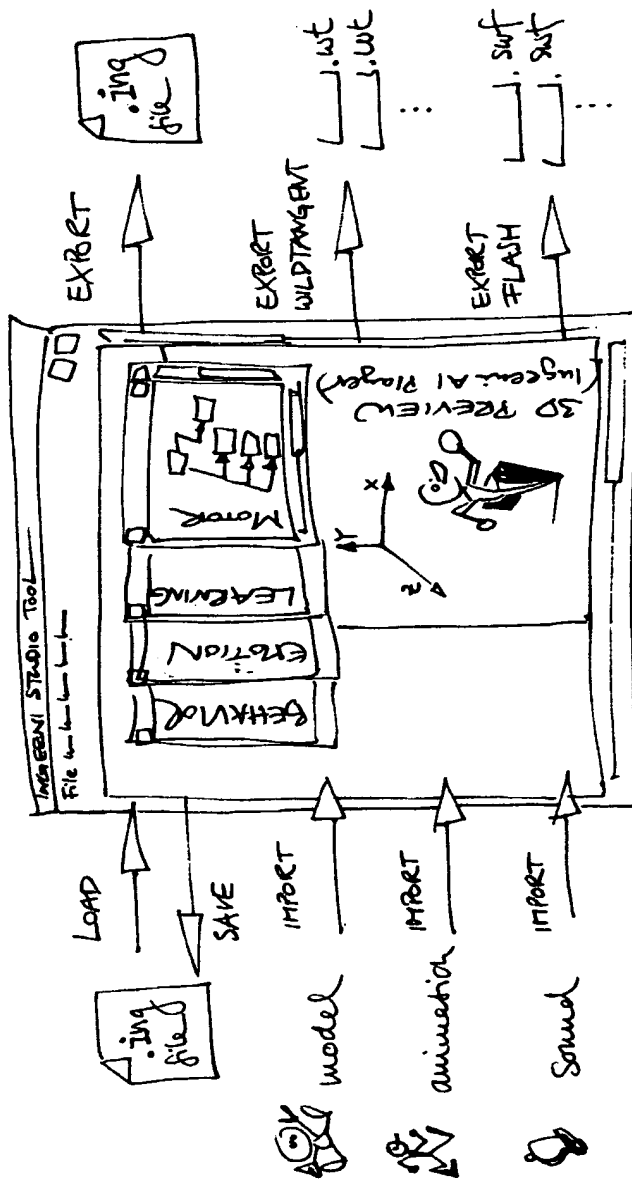 INGEENI STUDIO TOOL
File
LOAD
.ing
file
SAVE
IMPORT
model
IMPORT
animation
IMPORT
Sound
BEHAVIOR
EMOTION
LEARNING
MOTOR
3D PREVIEW
(Ingeeni AI Player)
X
Y
Z
EXPORT
.ing
file
EXPORT
WILDTANGENT
.wt
.wt
...
EXPORT
FLASH
.swf
.swf
...